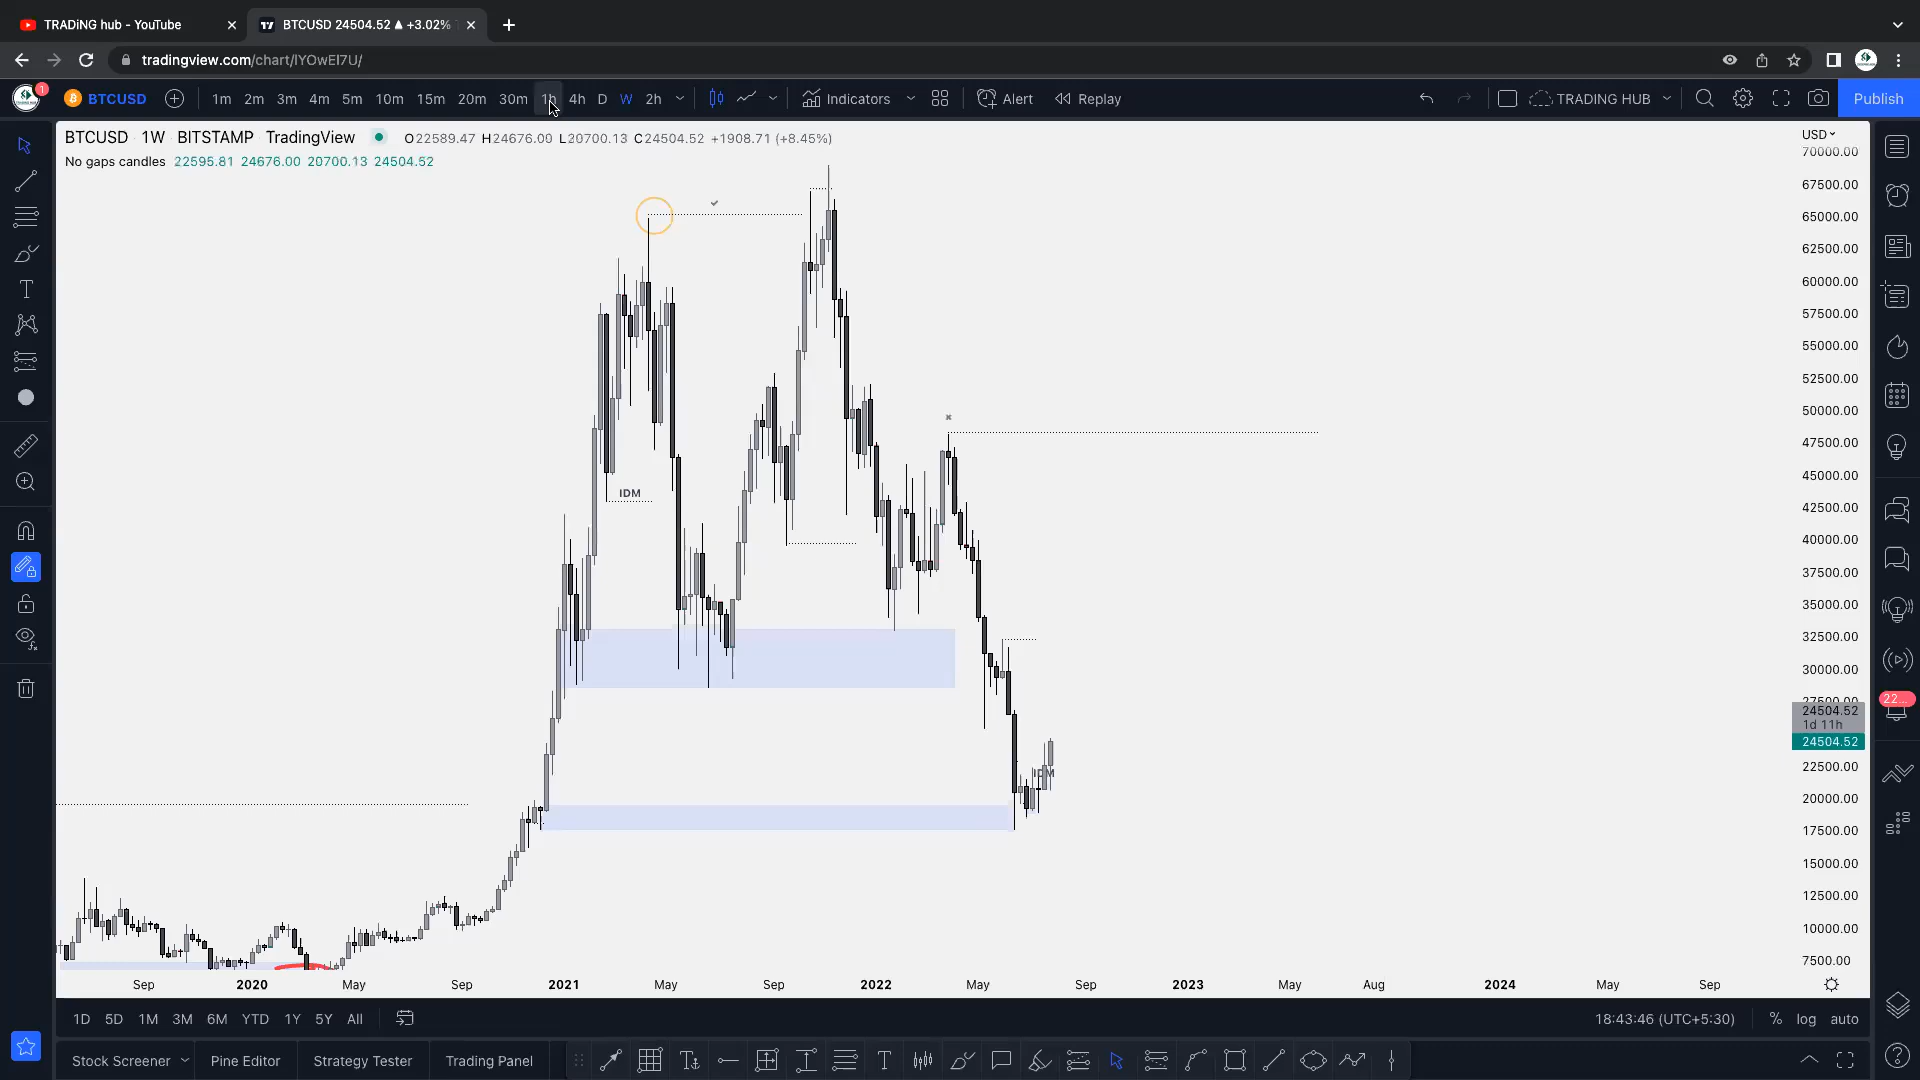 TRADiNG hub - YouTube
BTCUSD 24504.52 ▲ +3.02%
tradingview.com/chart/lYOwEI7U/
1 BTCUSD 1m 2m 3m 4m 5m 10m 15m 20m 30m 1h 4h D W 2h Indicators Alert Replay TRADING HUB Publish
BTCUSD 1W BITSTAMP TradingView O22589.47 H24676.00 L20700.13 C24504.52 +1908.71 (+8.45%)
No gaps candles 22595.81 24676.00 20700.13 24504.52
USD
70000.00
67500.00
65000.00
62500.00
60000.00
57500.00
55000.00
52500.00
50000.00
47500.00
45000.00
IDM
42500.00
40000.00
37500.00
35000.00
32500.00
30000.00
27500.00
22...
24504.52
1d 11h
24504.52
22500.00
IDM
20000.00
17500.00
15000.00
12500.00
10000.00
7500.00
Sep 2020 May Sep 2021 May Sep 2022 May Sep 2023 May Aug 2024 May Sep
1D 5D 1M 3M 6M YTD 1Y 5Y All 18:43:46 (UTC+5:30) % log auto
Stock Screener Pine Editor Strategy Tester Trading Panel